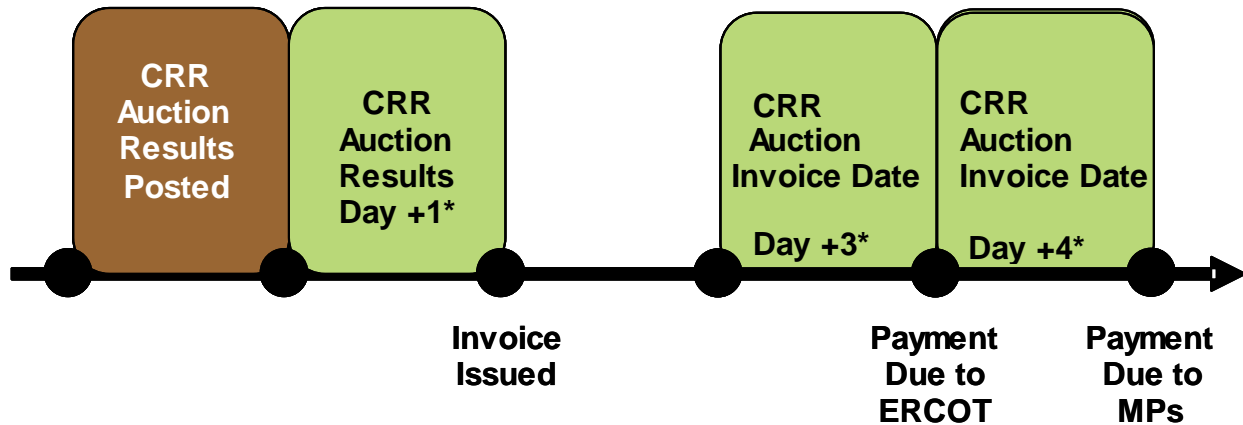 CRR
Auction
Results
Posted
CRR
Auction
Results
Day +1*
CRR
Auction
Invoice Date
Day +3*
CRR
Auction
Invoice Date
Day +4*
Invoice
Issued
Payment
Due to
ERCOT
Payment
Due to
MPs